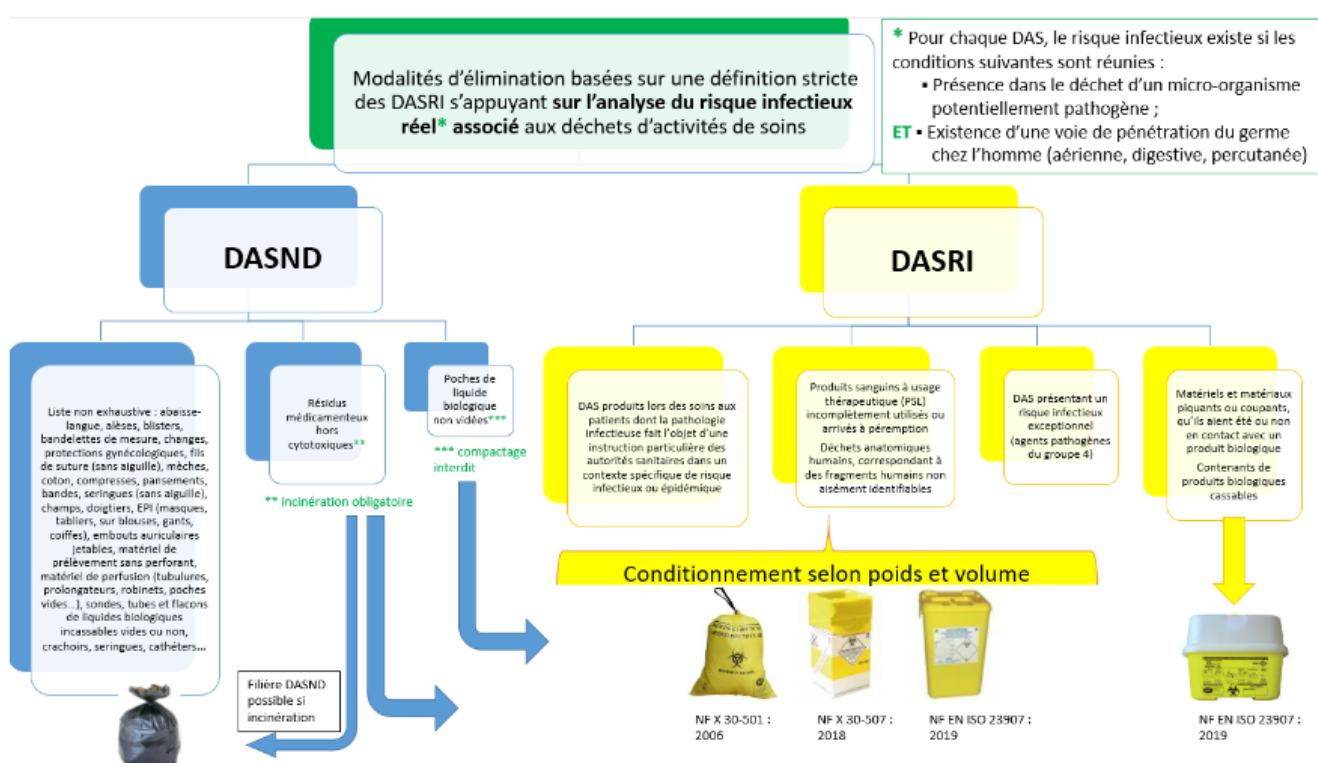 Modalités d’élimination basées sur une définition stricte
des DASRI s’appuyant sur l’analyse du risque infectieux
réel* associé aux déchets d’activités de soins
* Pour chaque DAS, le risque infectieux existe si les
conditions suivantes sont réunies :
▪ Présence dans le déchet d’un micro-organisme
potentiellement pathogène ;
ET ▪ Existence d’une voie de pénétration du germe
chez l’homme (aérienne, digestive, percutanée)
DASND
DASRI
Liste non exhaustive : abaisse-
langue, alèses, blisters,
bandelettes de mesure, changes,
protections gynécologiques, fils
de suture (sans aiguille), mèches,
coton, compresses, pansements,
bandes, seringues (sans aiguille),
champs, doigtiers, EPI (masques,
tabliers, sur blouses, gants,
coiffes), embouts auriculaires
jetables, matériel de
prélèvement sans perforant,
matériel de perfusion (tubulures,
prolongateurs, robinets, poches
vides...), sondes, tubes et flacons
de liquides biologiques
incassables vides ou non,
crachoirs, seringues, cathéters...
Résidus
médicamenteux
hors
cytotoxiques**
** incinération obligatoire
Poches de
liquide
biologique
non vidées***
*** compactage
interdit
Filière DASND
possible si
incinération
DAS produits lors des soins aux
patients dont la pathologie
infectieuse fait l’objet d’une
instruction particulière des
autorités sanitaires dans un
contexte spécifique de risque
infectieux ou épidémique
Produits sanguins à usage
thérapeutique (PSL)
incomplètement utilisés ou
arrivés à péremption
Déchets anatomiques
humains, correspondant à
des fragments humains non
aisément identifiables
DAS présentant un
risque infectieux
exceptionnel
(agents pathogènes
du groupe 4)
Matériels et matériaux
piquants ou coupants,
qu’ils aient été ou non
en contact avec un
produit biologique
Contenants de
produits biologiques
cassables
Conditionnement selon poids et volume
NF X 30-501 :
2006
NF X 30-507 :
2018
NF EN ISO 23907 :
2019
NF EN ISO 23907 :
2019